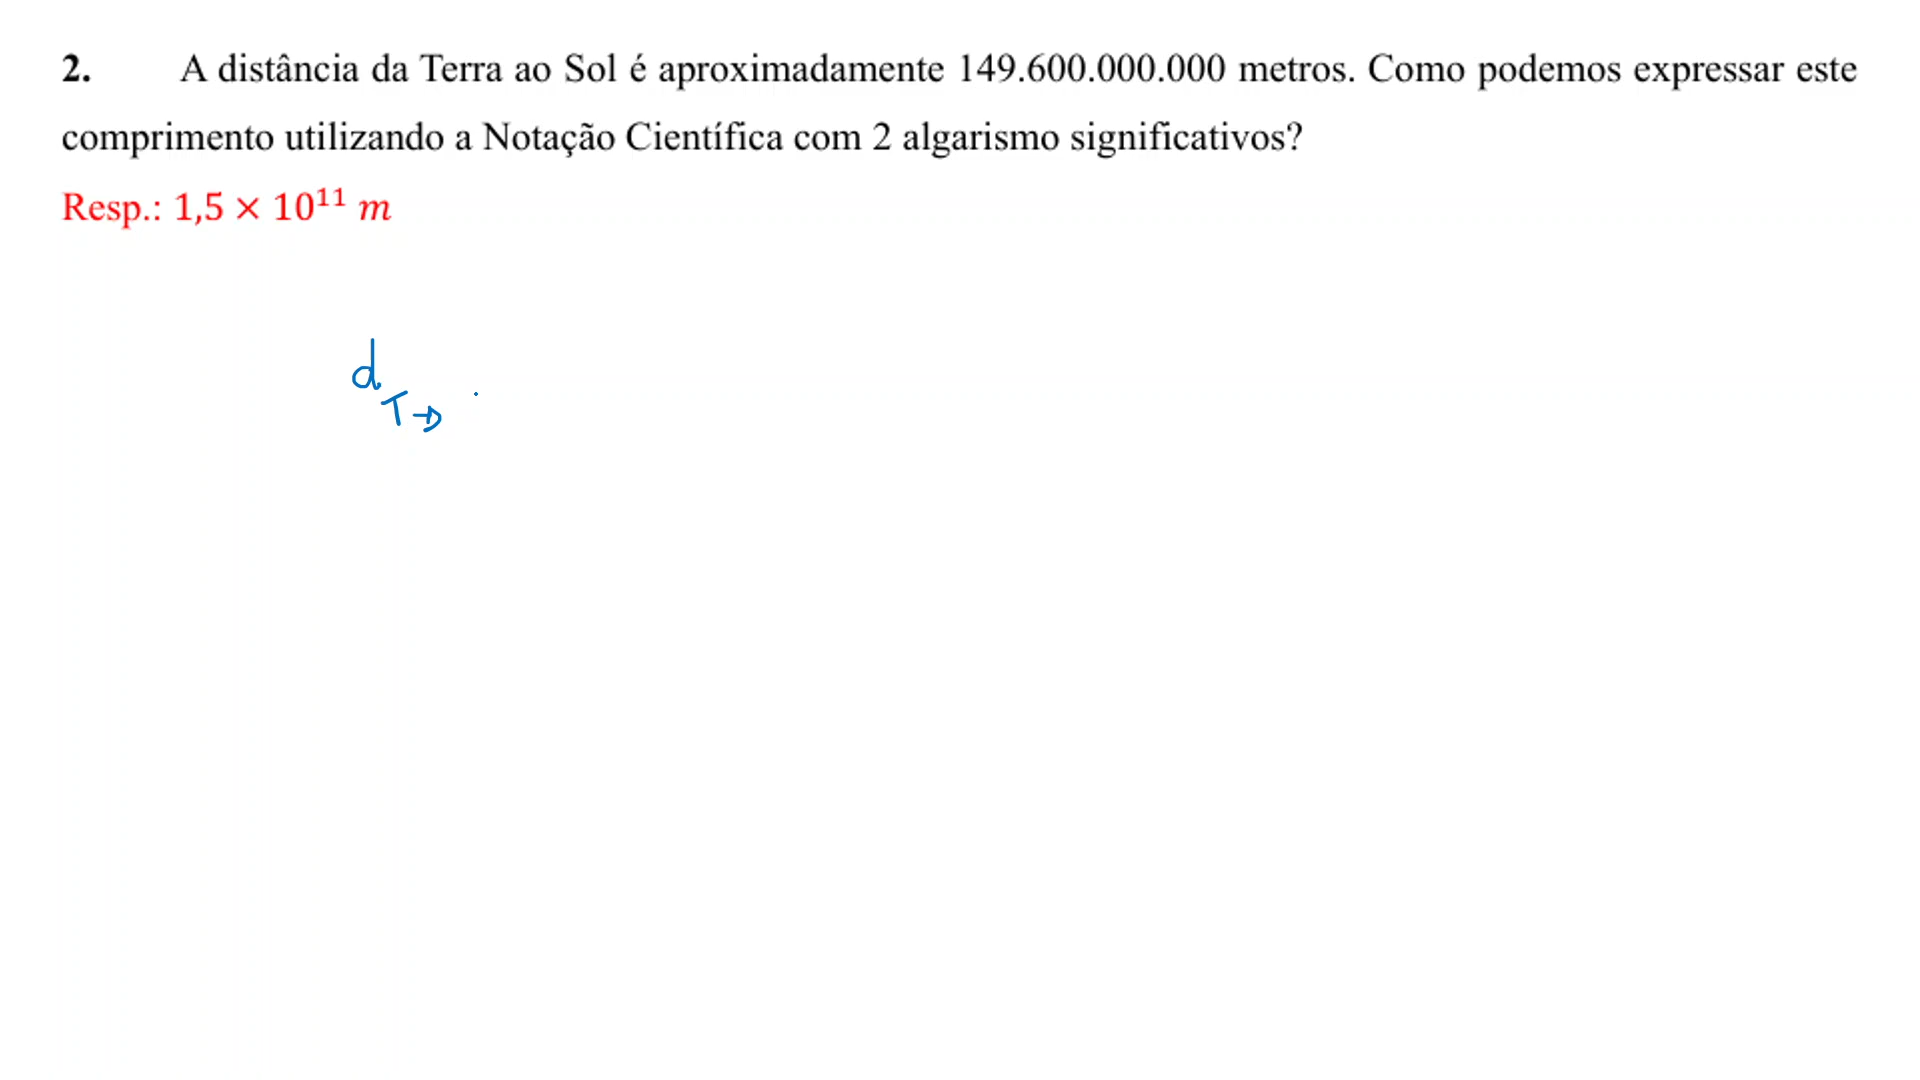 2. A distância da Terra ao Sol é aproximadamente 149.600.000.000 metros. Como podemos expressar este
comprimento utilizando a Notação Científica com 2 algarismo significativos?
Resp.: 1,5 × 10¹¹ m
d
T→